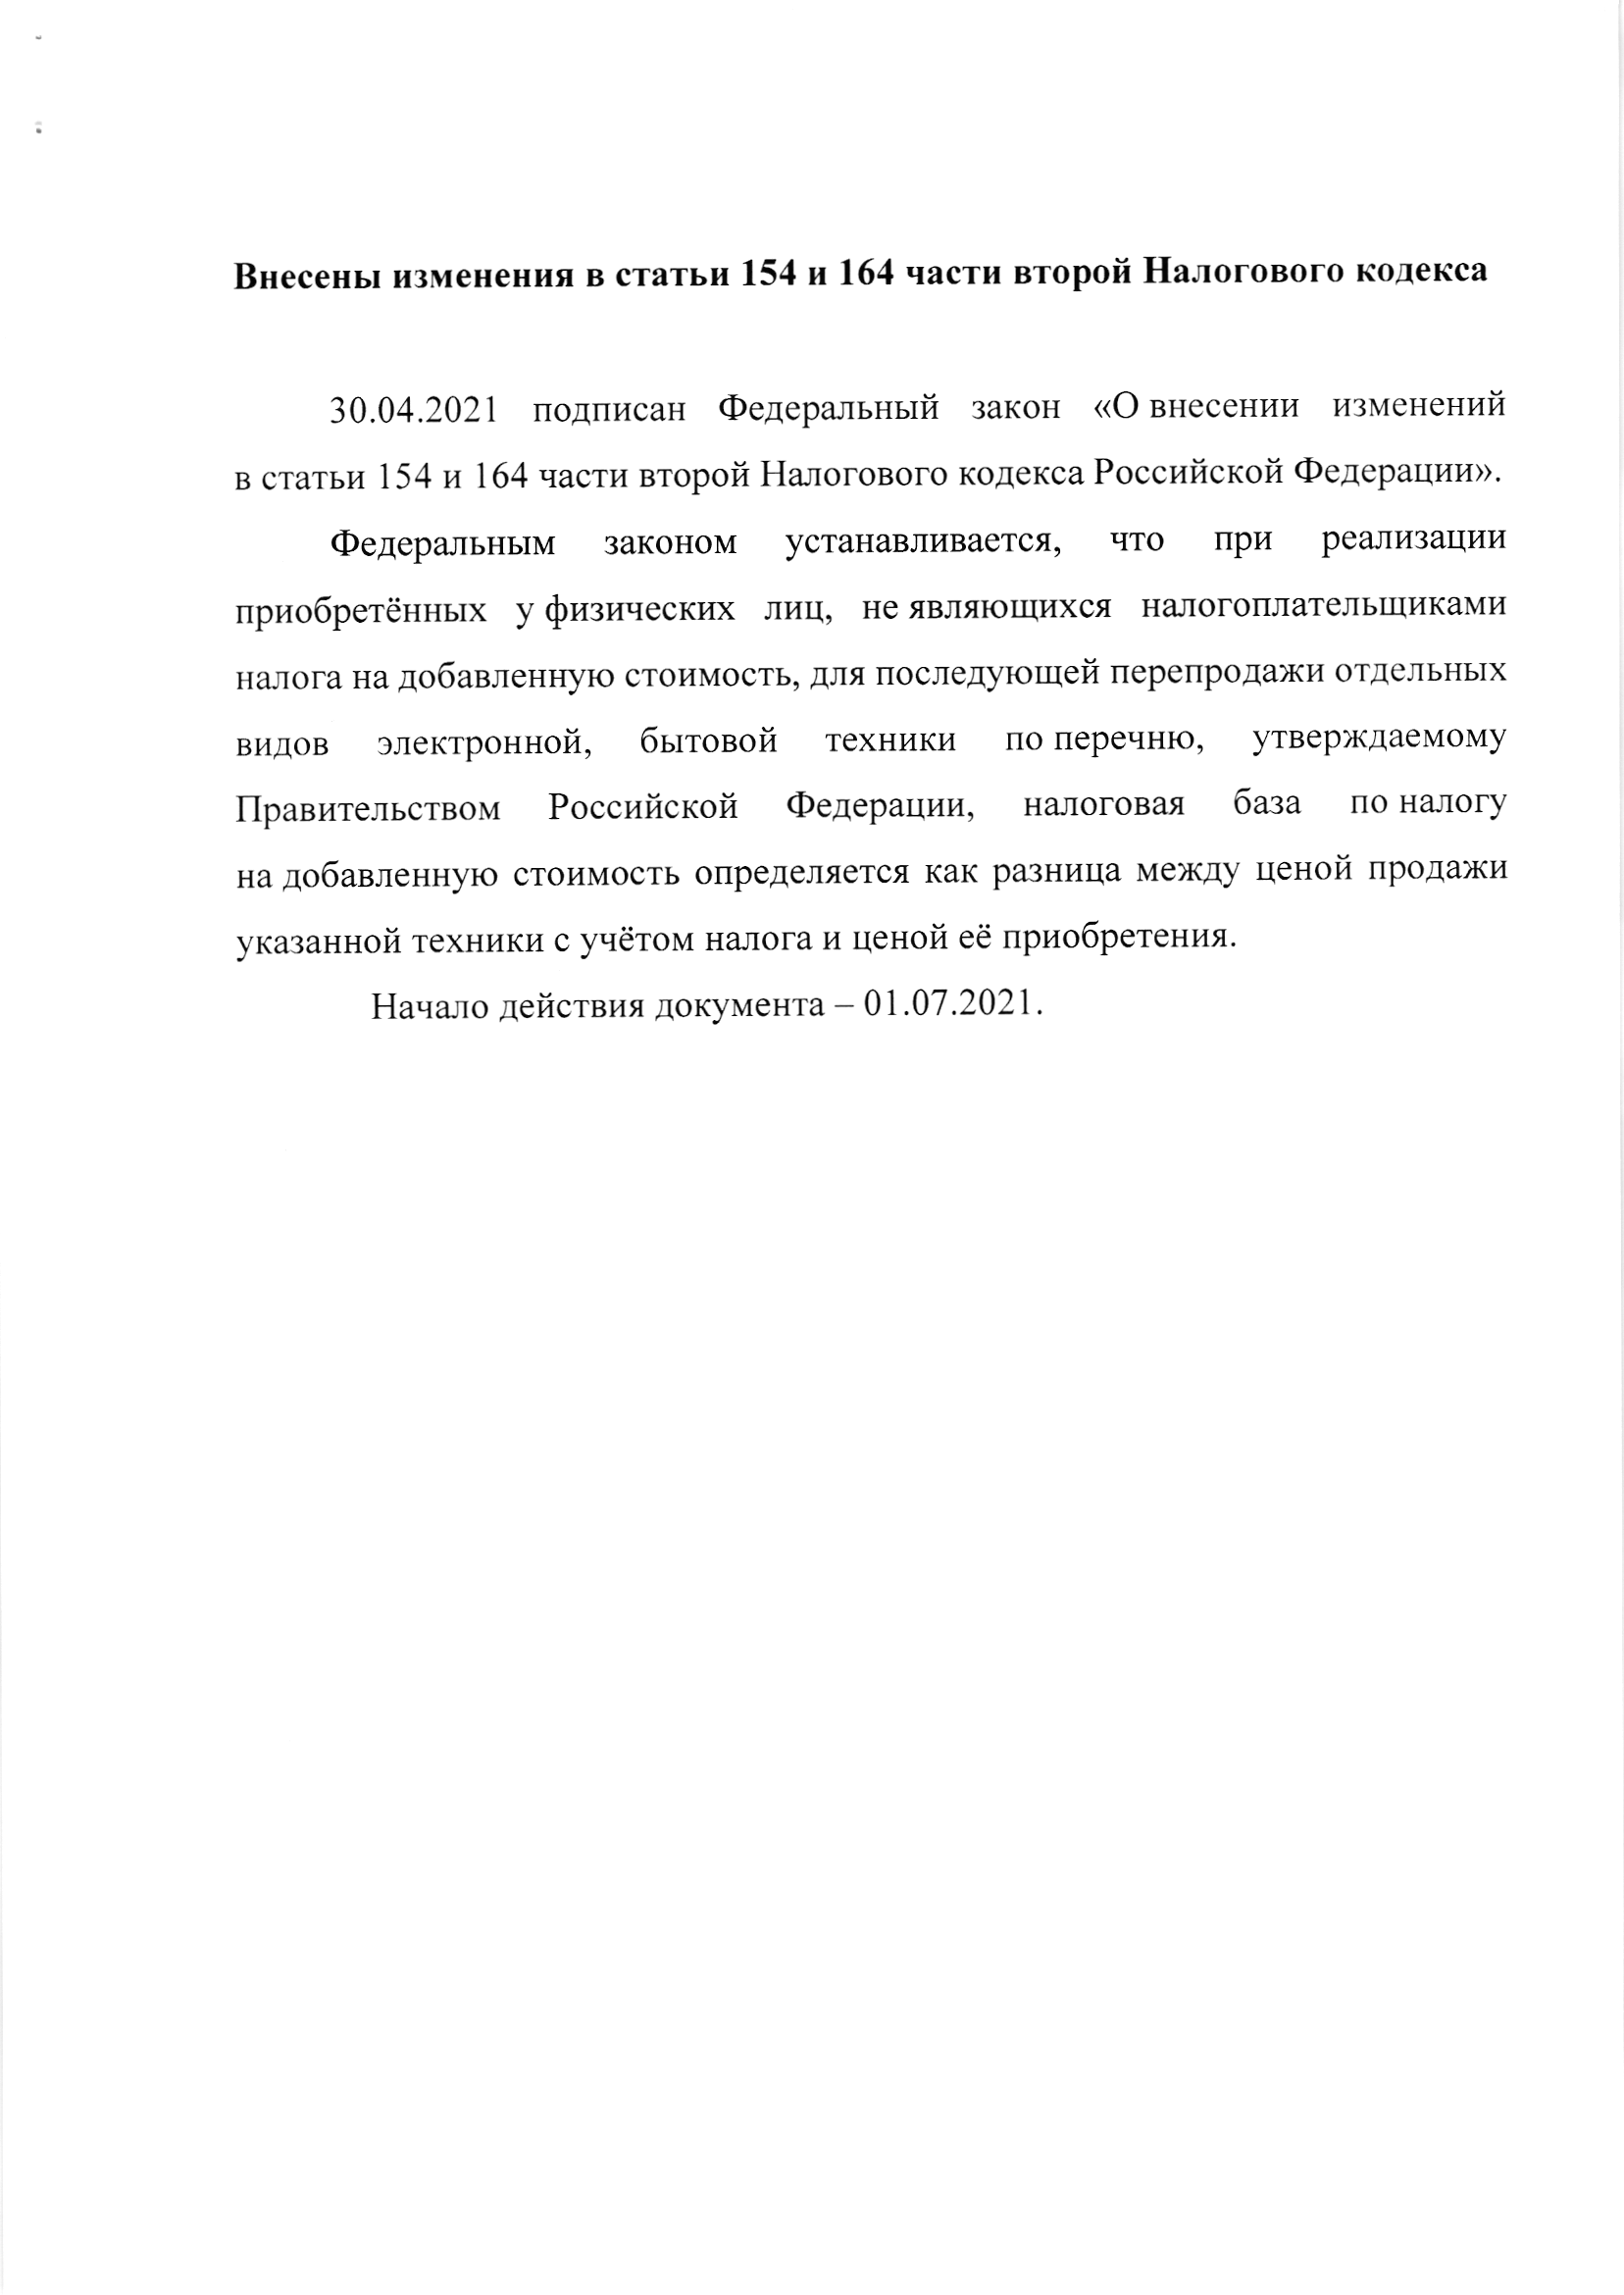 Внесены изменения в статьи 154 и 164 части второй Налогового кодекса
30.04.2021 подписан Федеральный закон «О внесении изменений
в статьи 154 и 164 части второй Налогового кодекса Российской Федерации».
Федеральным законом устанавливается, что при реализации
приобретённых у физических лиц, не являющихся налогоплательщиками
налога на добавленную стоимость, для последующей перепродажи отдельных
видов электронной, бытовой техники по перечню, утверждаемому
Правительством Российской Федерации, налоговая база по налогу
на добавленную стоимость определяется как разница между ценой продажи
указанной техники с учётом налога и ценой её приобретения.
Начало действия документа – 01.07.2021.